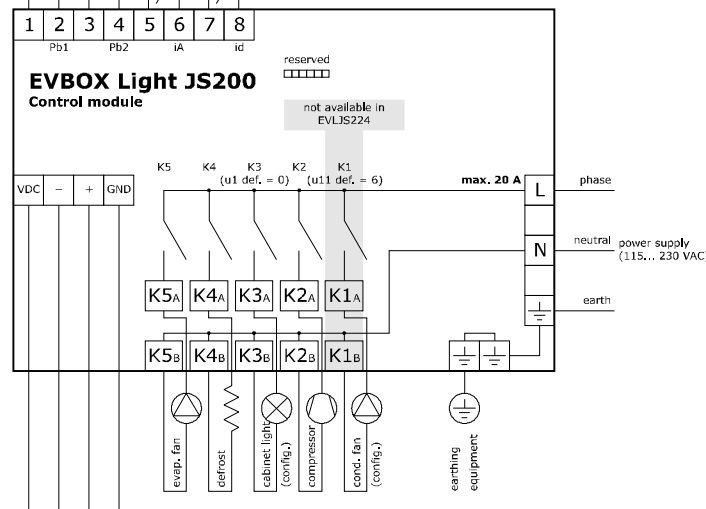 1 2 3 4 5 6 7 8
Pb1 Pb2 iA id
reserved
EVBOX Light JS200
Control module
not available in
EVLJS224
K5 K4 K3 K2 K1
(u1 def. = 0) (u11 def. = 6)
max. 20 A
VDC - + GND
L phase
N neutral
power supply
(115... 230 VAC)
earth
K5A K4A K3A K2A K1A
K5B K4B K3B K2B K1B
evap. fan
defrost
cabinet light
(config.)
compressor
cond. fan
(config.)
earthing
equipment